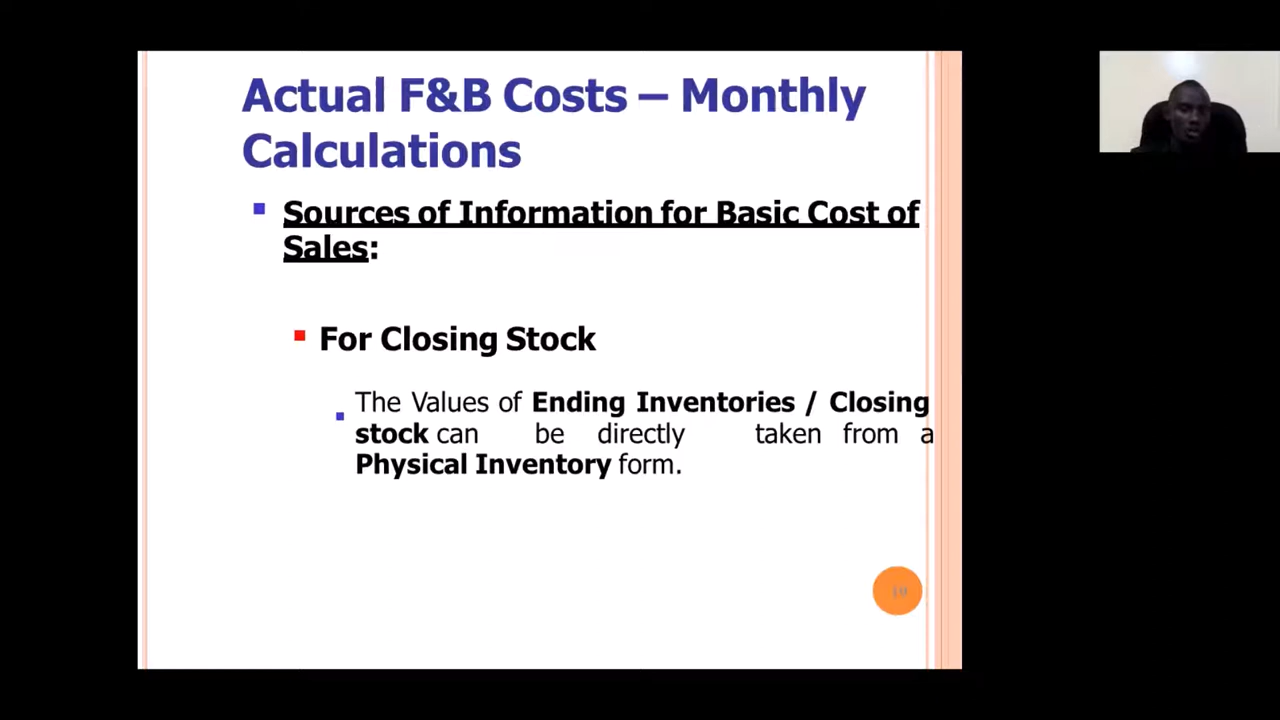 Actual F&B Costs – Monthly
Calculations
Sources of Information for Basic Cost of
Sales:
For Closing Stock
The Values of Ending Inventories / Closing
stock can be directly taken from a
Physical Inventory form.